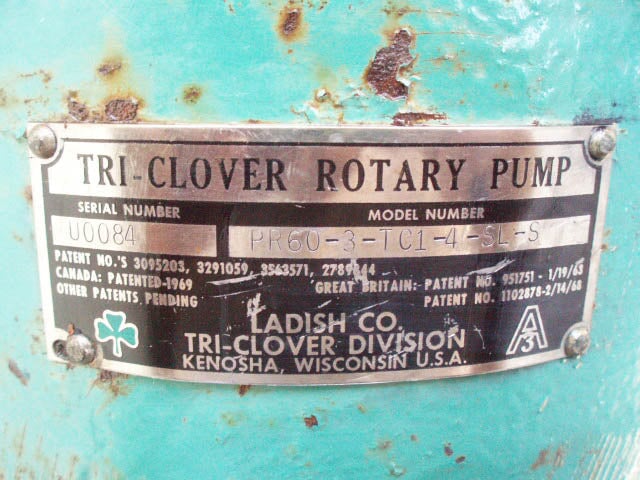 TRI-CLOVER ROTARY PUMP
SERIAL NUMBER MODEL NUMBER
U0084 PR60-3-TC1-4-SL-S
PATENT NO.'S 3095203, 3291059, 3563571, 2789844
CANADA: PATENTED-1969 GREAT BRITAIN: PATENT NO. 951751 - 1/19/63
OTHER PATENTS PENDING PATENT NO. 1102878-2/14/68
LADISH CO.
TRI-CLOVER DIVISION
KENOSHA, WISCONSIN U.S.A.
A3